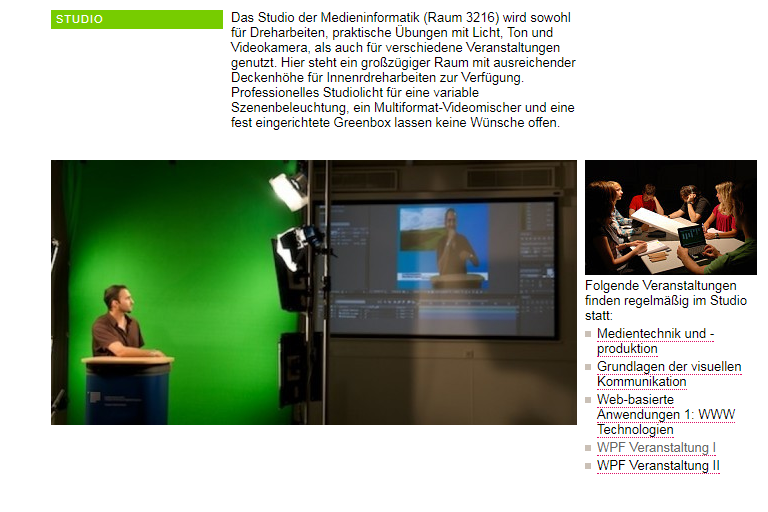 STUDIO
Das Studio der Medieninformatik (Raum 3216) wird sowohl
für Dreharbeiten, praktische Übungen mit Licht, Ton und
Videokamera, als auch für verschiedene Veranstaltungen
genutzt. Hier steht ein großzügiger Raum mit ausreichender
Deckenhöhe für Innenrdreharbeiten zur Verfügung.
Professionelles Studiolicht für eine variable
Szenenbeleuchtung, ein Multiformat-Videomischer und eine
fest eingerichtete Greenbox lassen keine Wünsche offen.
Folgende Veranstaltungen
finden regelmäßig im Studio
statt:
Medientechnik und -
produktion
Grundlagen der visuellen
Kommunikation
Web-basierte
Anwendungen 1: WWW
Technologien
WPF Veranstaltung I
WPF Veranstaltung II